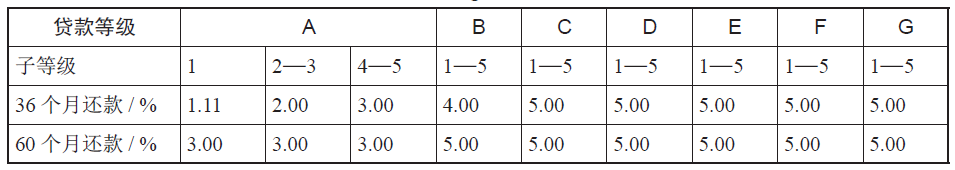 贷款等级 A B C D E F G
子等级 1 2—3 4—5 1—5 1—5 1—5 1—5 1—5 1—5
36 个月还款 / % 1.11 2.00 3.00 4.00 5.00 5.00 5.00 5.00 5.00
60 个月还款 / % 3.00 3.00 3.00 5.00 5.00 5.00 5.00 5.00 5.00